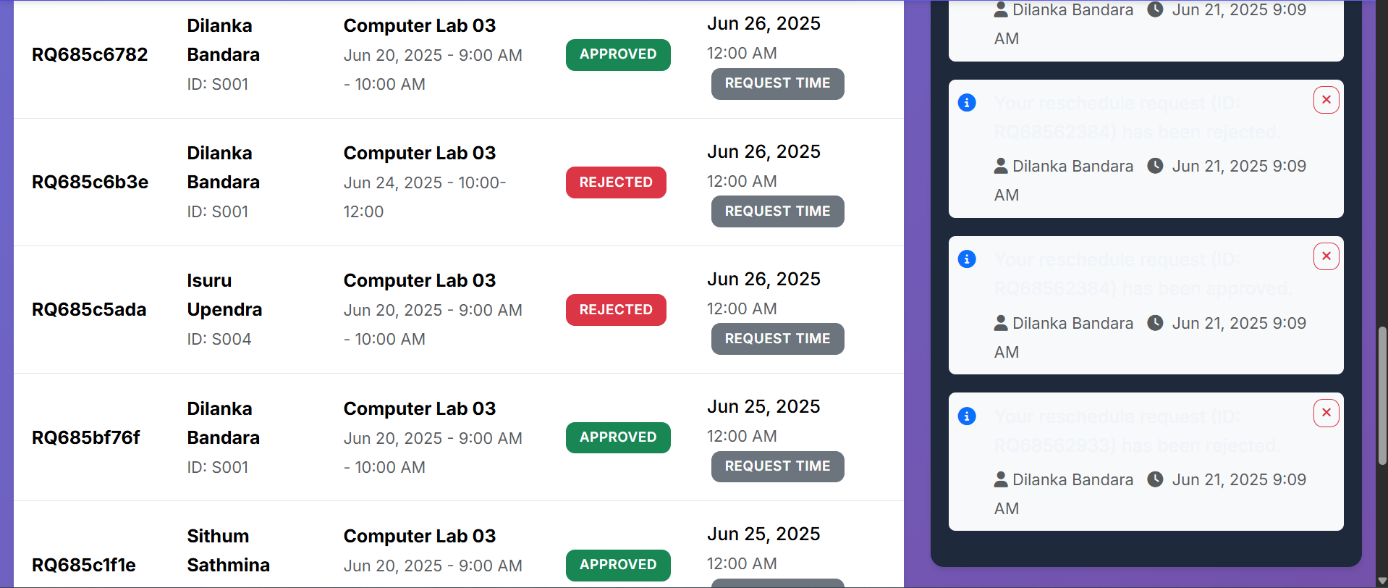 RQ685c6782
Dilanka
Bandara
ID: S001
Computer Lab 03
Jun 20, 2025 - 9:00 AM
- 10:00 AM
APPROVED
Jun 26, 2025
12:00 AM
REQUEST TIME
RQ685c6b3e
Dilanka
Bandara
ID: S001
Computer Lab 03
Jun 24, 2025 - 10:00-
12:00
REJECTED
Jun 26, 2025
12:00 AM
REQUEST TIME
RQ685c5ada
Isuru
Upendra
ID: S004
Computer Lab 03
Jun 20, 2025 - 9:00 AM
- 10:00 AM
REJECTED
Jun 26, 2025
12:00 AM
REQUEST TIME
RQ685bf76f
Dilanka
Bandara
ID: S001
Computer Lab 03
Jun 20, 2025 - 9:00 AM
- 10:00 AM
APPROVED
Jun 25, 2025
12:00 AM
REQUEST TIME
RQ685c1f1e
Sithum
Sathmina
Computer Lab 03
Jun 20, 2025 - 9:00 AM
APPROVED
Jun 25, 2025
12:00 AM
Dilanka Bandara Jun 21, 2025 9:09
AM
Your reschedule request (ID:
RQ68562384) has been rejected.
Dilanka Bandara Jun 21, 2025 9:09
AM
Your reschedule request (ID:
RQ68562384) has been approved.
Dilanka Bandara Jun 21, 2025 9:09
AM
Your reschedule request (ID:
RQ68562933) has been rejected.
Dilanka Bandara Jun 21, 2025 9:09
AM